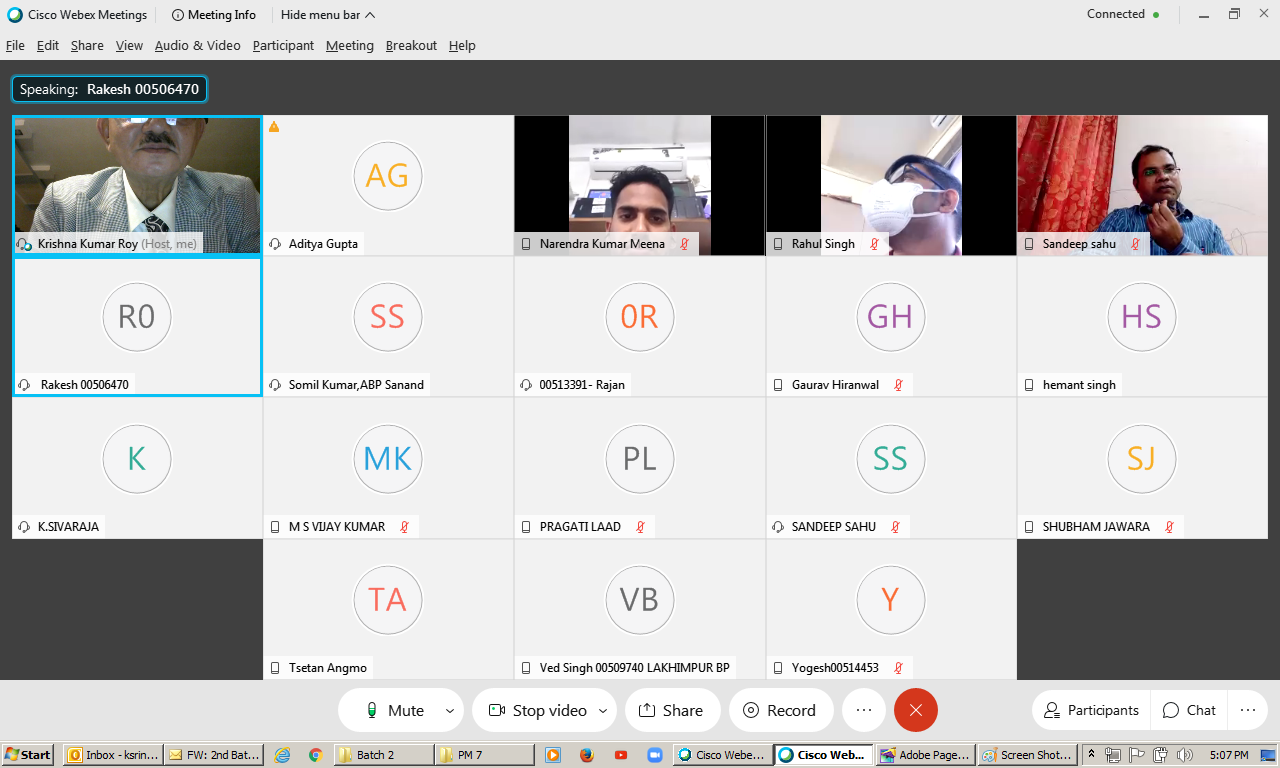 Cisco Webex Meetings
Meeting Info
Hide menu bar
Connected
File Edit Share View Audio & Video Participant Meeting Breakout Help
Speaking: Rakesh 00506470
Krishna Kumar Roy (Host, me)
AG
Aditya Gupta
Narendra Kumar Meena
Rahul Singh
Sandeep sahu
R0
Rakesh 00506470
SS
Somil Kumar,ABP Sanand
0R
00513391- Rajan
GH
Gaurav Hiranwal
HS
hemant singh
K
K.SIVARAJA
MK
M S VIJAY KUMAR
PL
PRAGATI LAAD
SS
SANDEEP SAHU
SJ
SHUBHAM JAWARA
TA
Tsetan Angmo
VB
Ved Singh 00509740 LAKHIMPUR BP
Y
Yogesh00514453
Mute
Stop video
Share
Record
Participants
Chat
Start
Inbox - ksrin...
FW: 2nd Bat...
Batch 2
PM 7
Cisco Webe...
Cisco Web...
Adobe Page...
Screen Shot...
5:07 PM